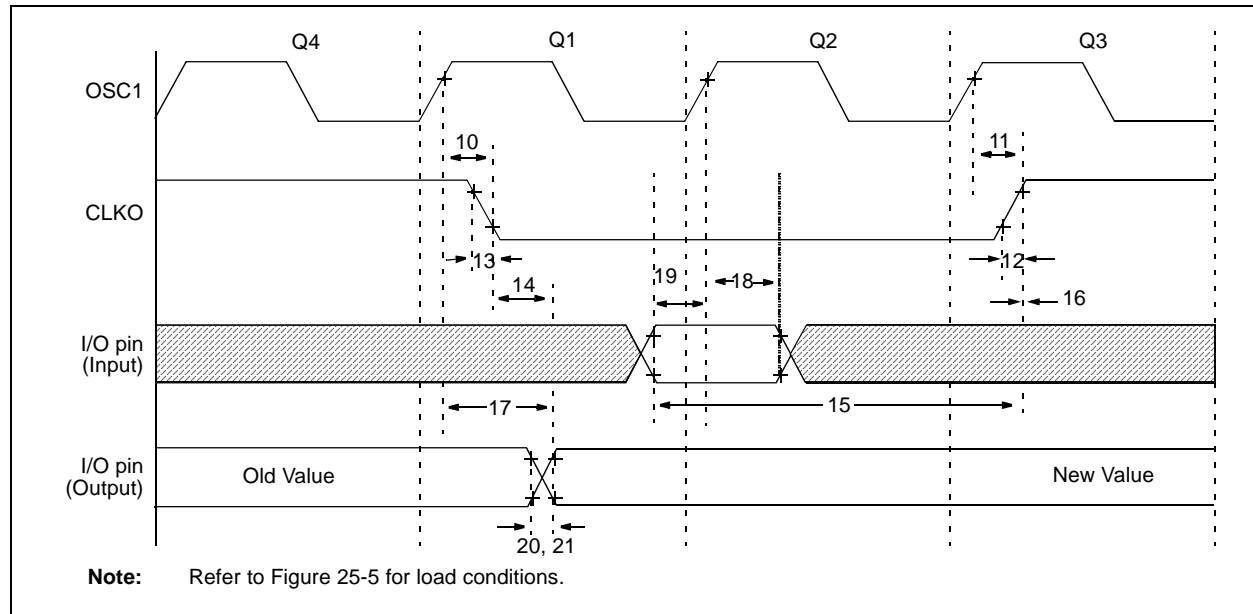 Q4 Q1 Q2 Q3
OSC1
10 11
CLKO
13 14 19 18 12 16
I/O pin
(Input)
17 15
I/O pin
(Output)
Old Value New Value
20, 21
Note: Refer to Figure 25-5 for load conditions.